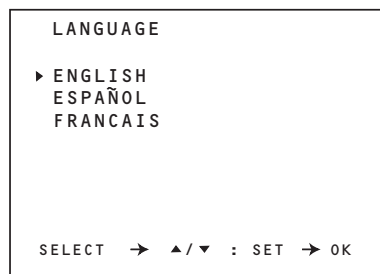 LANGUAGE
▶ ENGLISH
ESPAÑOL
FRANCAIS
SELECT → ▲/▼ : SET → OK